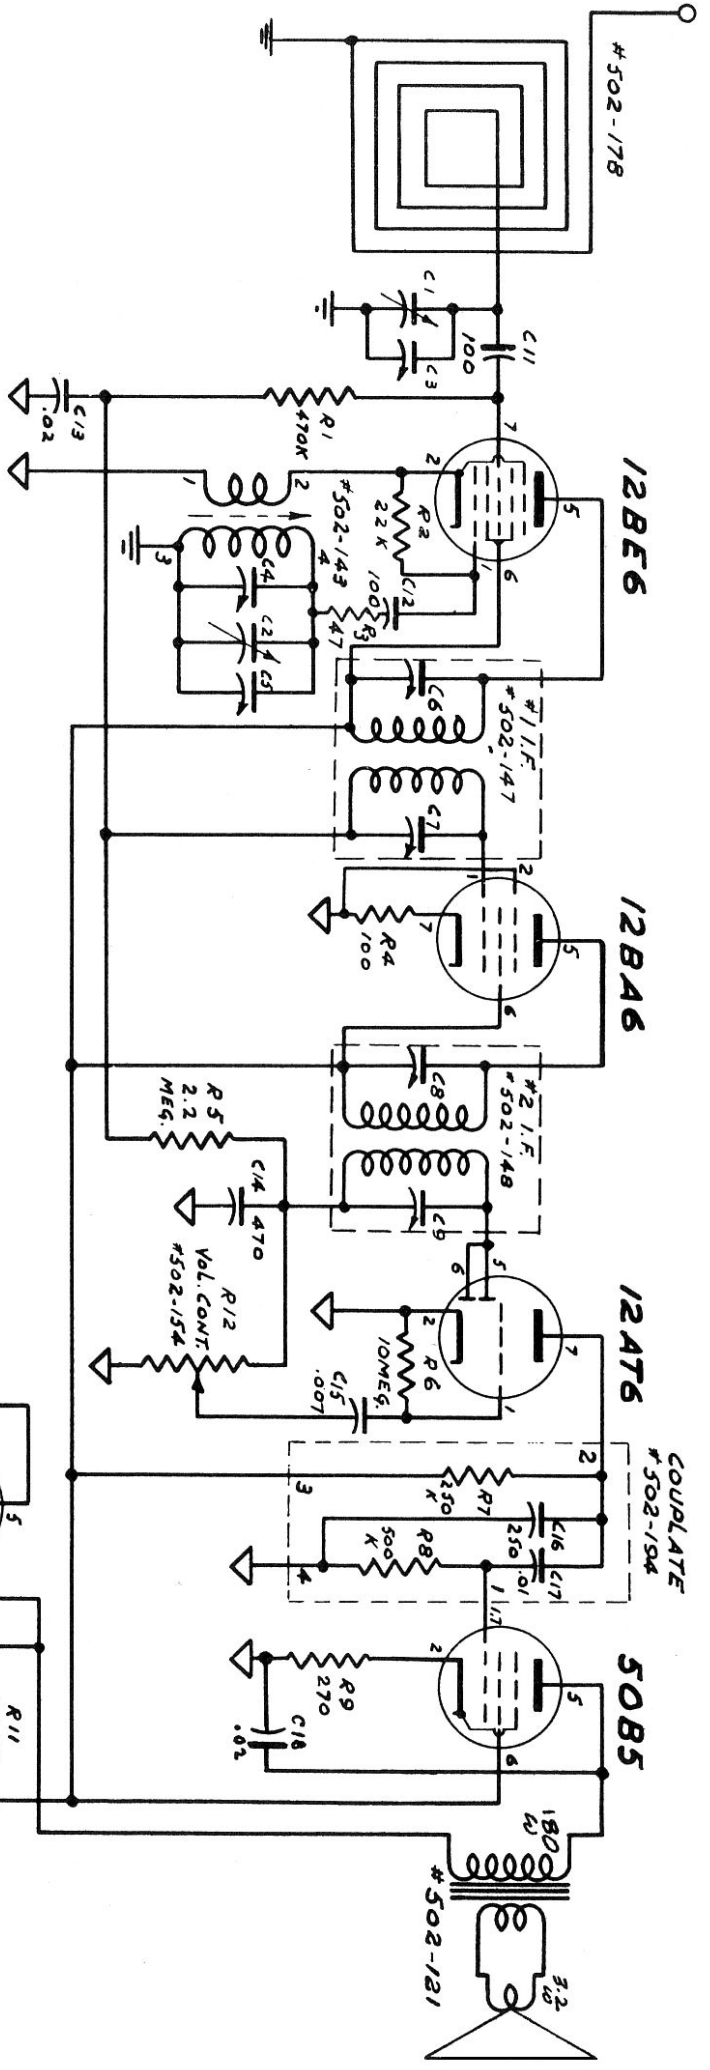 #502-178
C1
C3
C11
100
C13
.02
R1
470K
12BE6
7
2
5
1
6
R2
22K
1
2
#502-143
3
4
C4
C2
C5
C12
100
R3
47
#1 I.F.
*502-147
C6
C7
12BA6
1
2
5
7
6
R4
100
#2 I.F.
*502-148
C8
C9
R5
2.2
MEG.
C14
470
R12
VOL. CONT.
*502-154
12AT6
5
6
7
2
1
R6
10MEG.
C15
.007
COUPLATE
*502-194
2
3
R7
250
K
C16
250
C17
.01
R8
500
K
4
1
1.7
50B5
2
5
6
R9
270
C18
.02
180
ω
#502-121
3.2
ω
5
R11